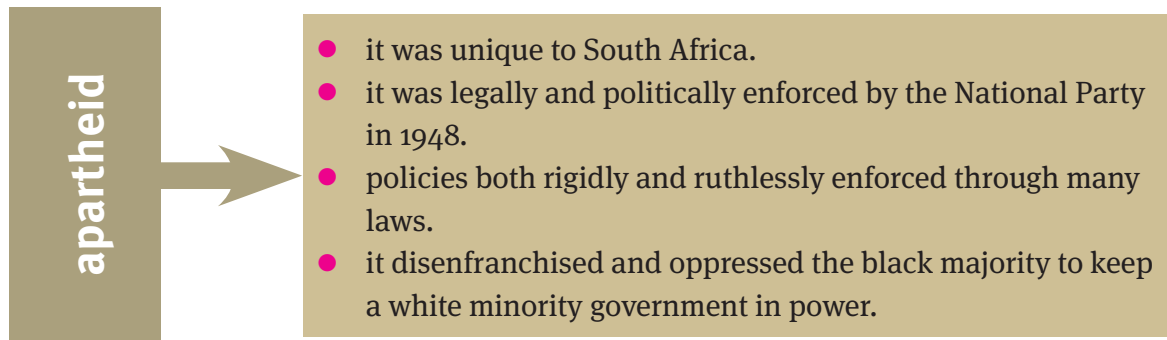 apartheid
● it was unique to South Africa.
● it was legally and politically enforced by the National Party
in 1948.
● policies both rigidly and ruthlessly enforced through many
laws.
● it disenfranchised and oppressed the black majority to keep
a white minority government in power.